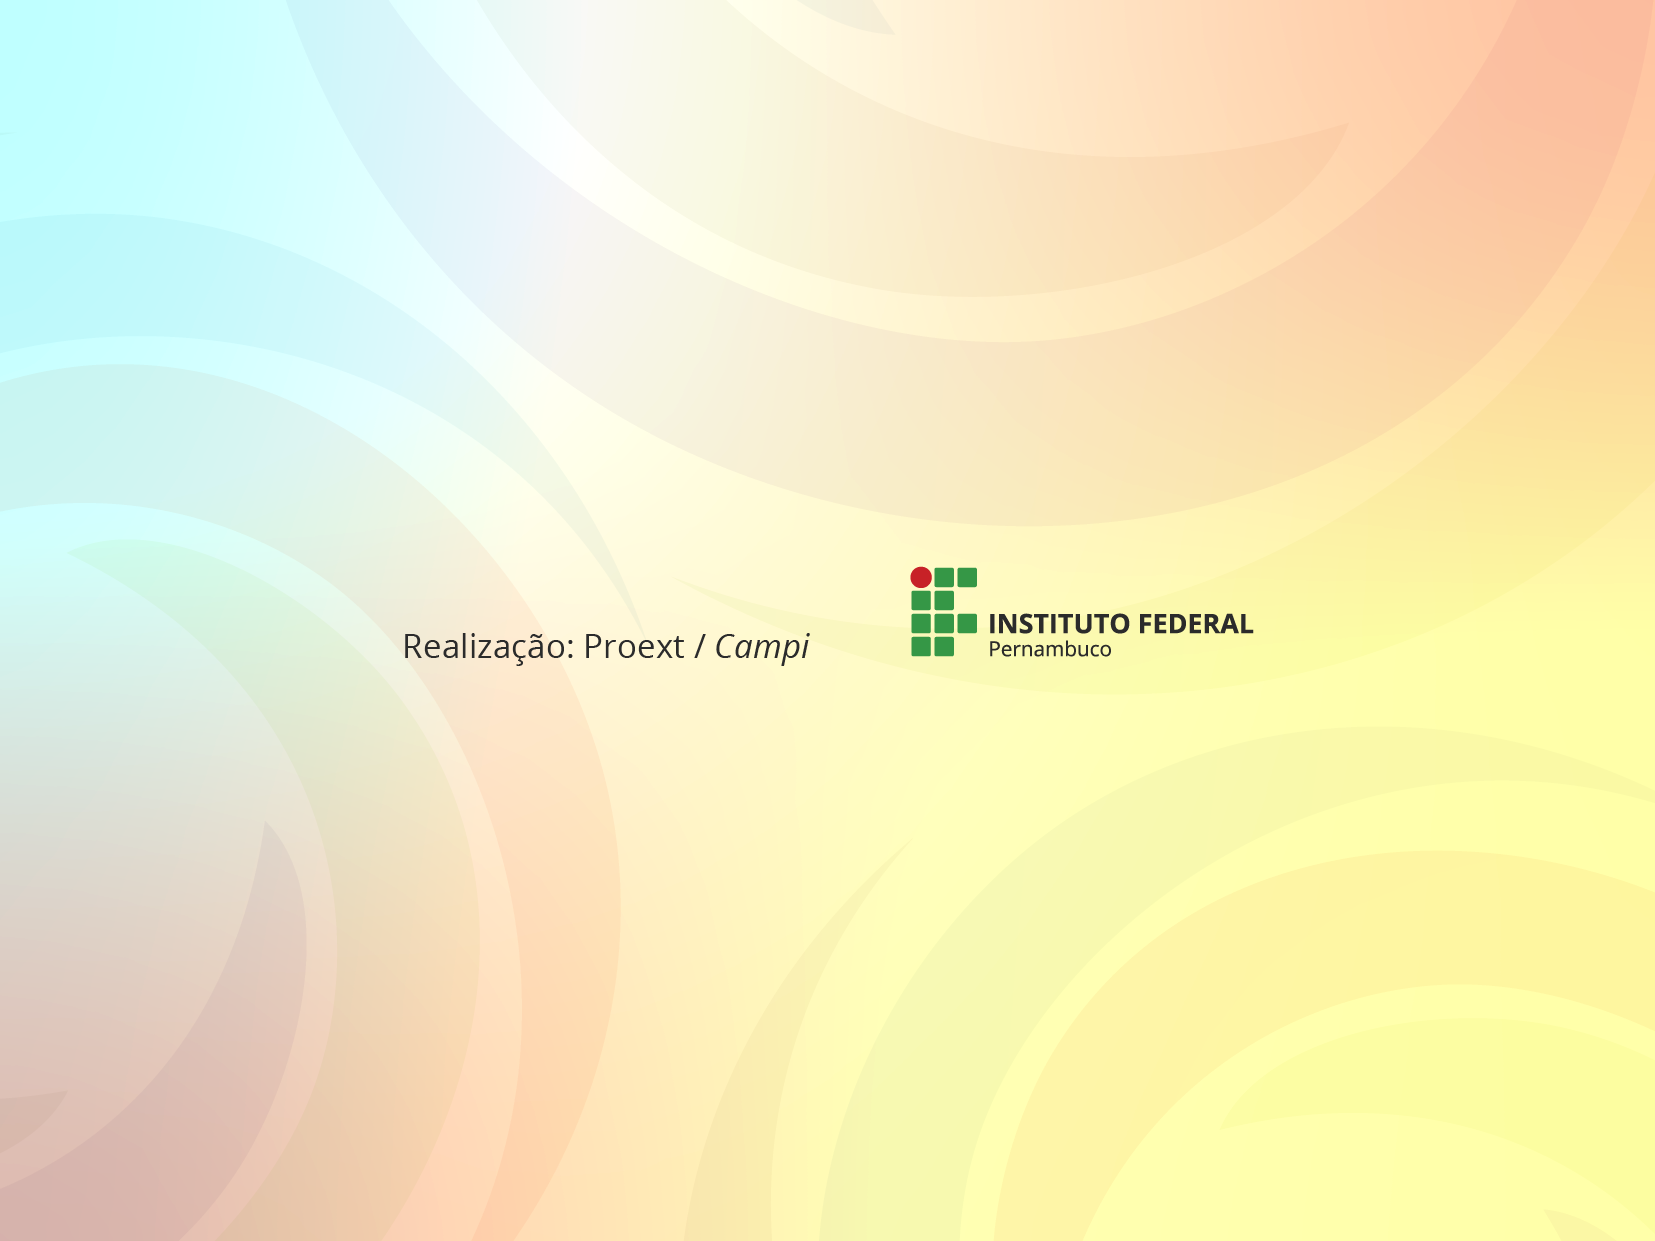 Realização: Proext / Campi
INSTITUTO FEDERAL
Pernambuco